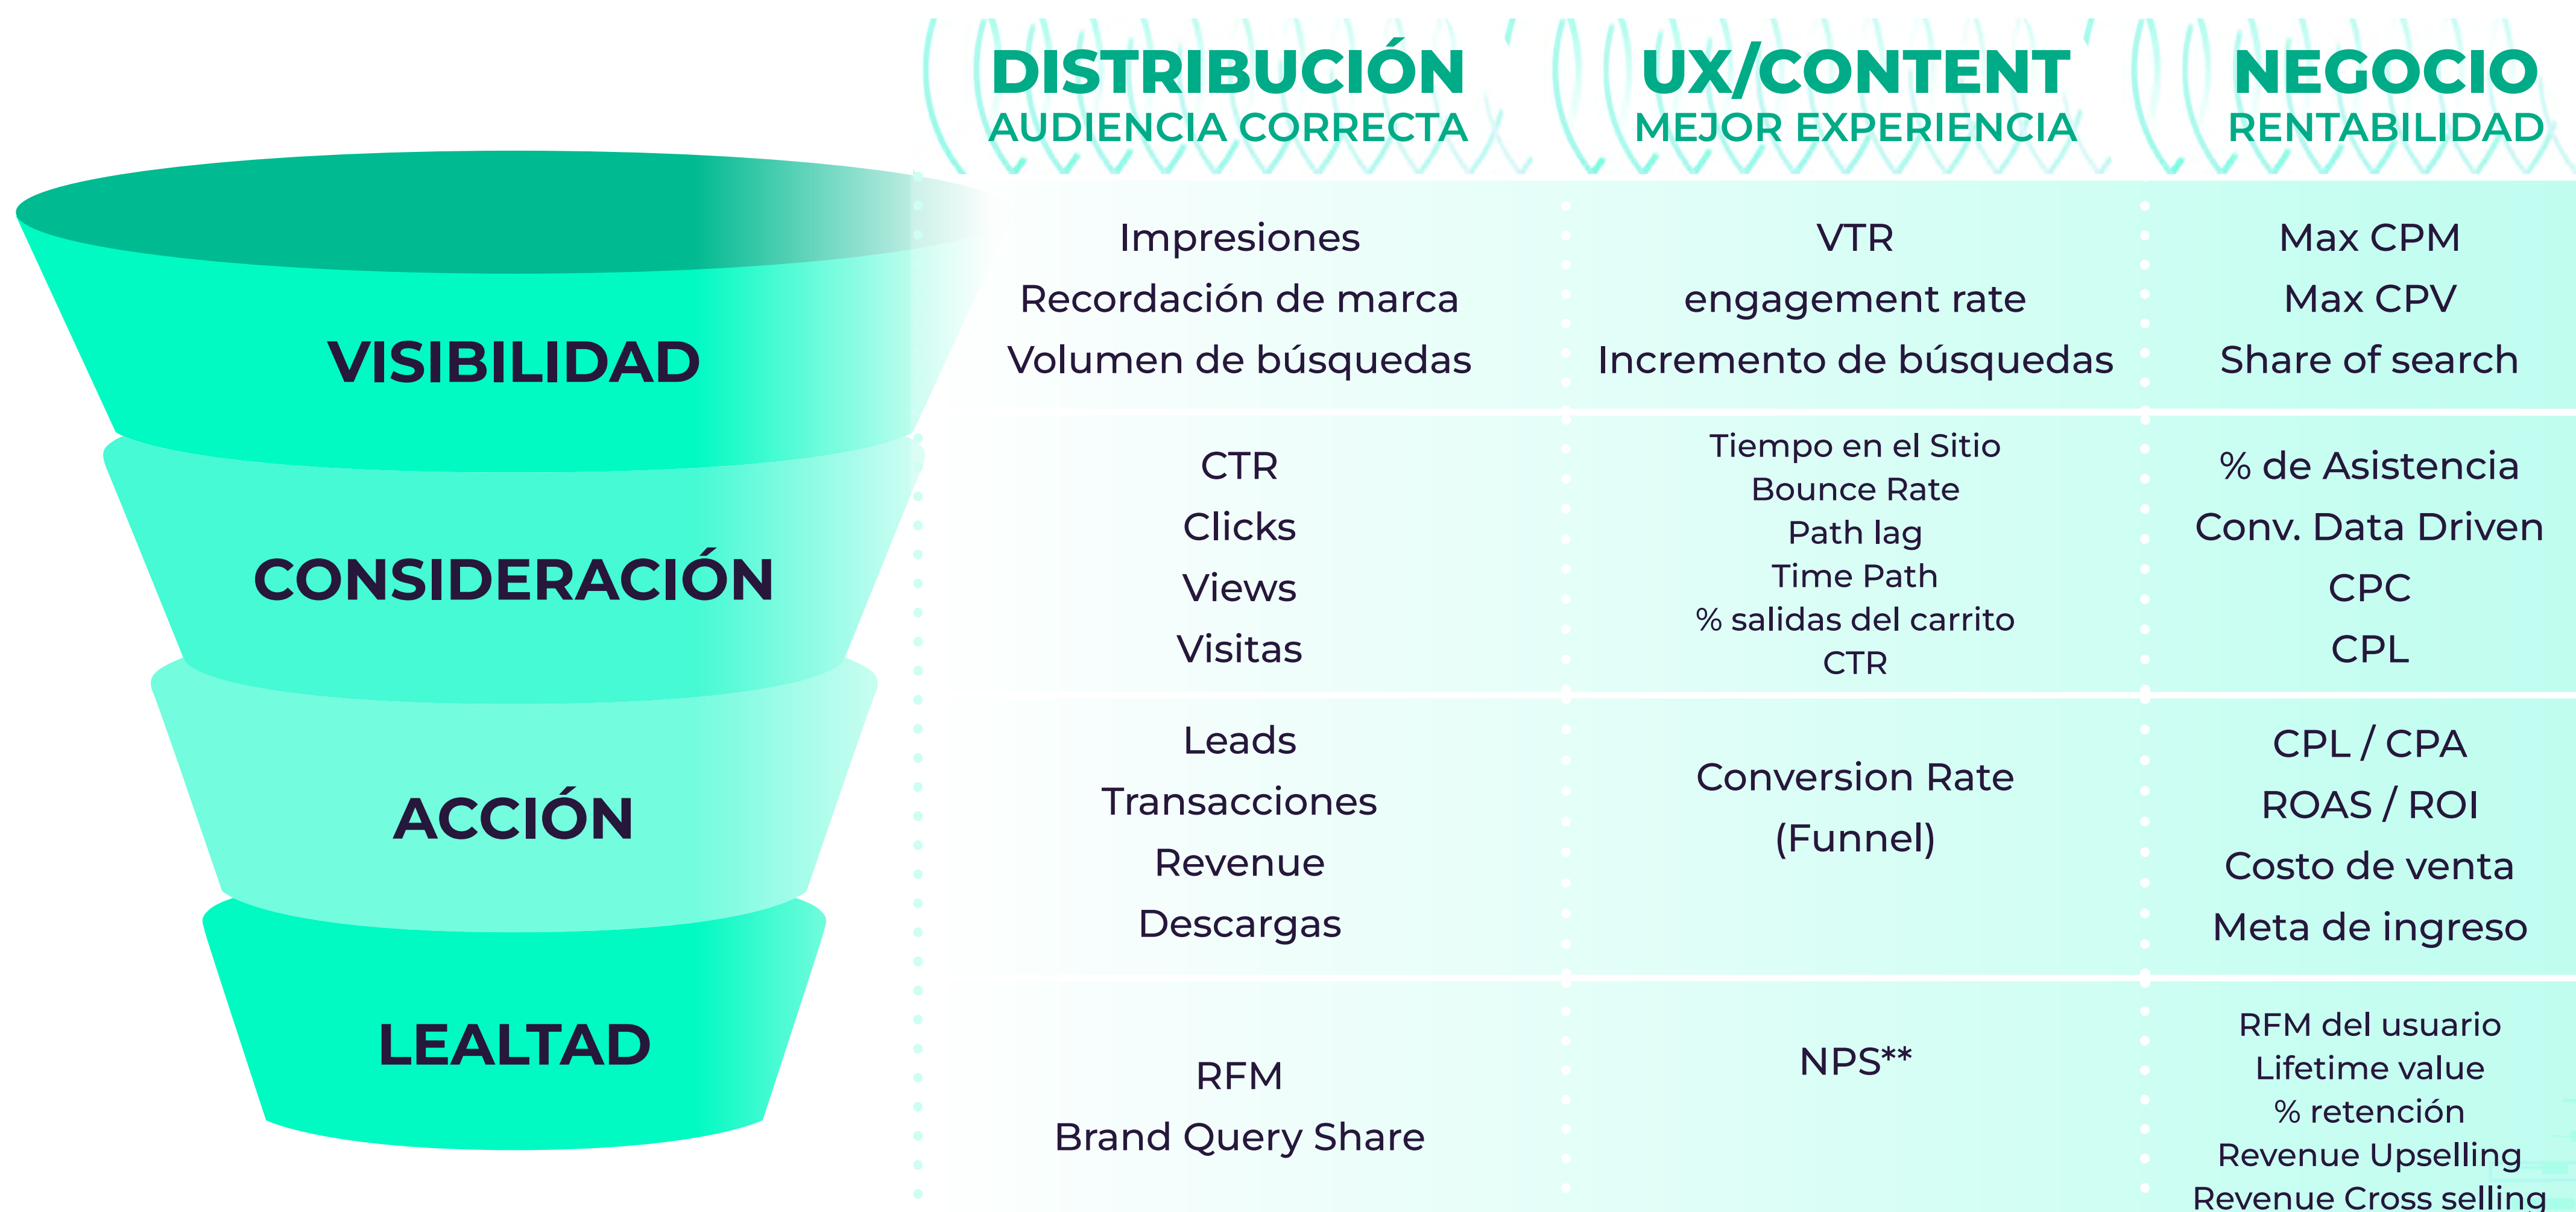 DISTRIBUCIÓN
AUDIENCIA CORRECTA
UX/CONTENT
MEJOR EXPERIENCIA
NEGOCIO
RENTABILIDAD
VISIBILIDAD
Impresiones
Recordación de marca
Volumen de búsquedas
VTR
engagement rate
Incremento de búsquedas
Max CPM
Max CPV
Share of search
CONSIDERACIÓN
CTR
Clicks
Views
Visitas
Tiempo en el Sitio
Bounce Rate
Path lag
Time Path
% salidas del carrito
CTR
% de Asistencia
Conv. Data Driven
CPC
CPL
ACCIÓN
Leads
Transacciones
Revenue
Descargas
Conversion Rate
(Funnel)
CPL / CPA
ROAS / ROI
Costo de venta
Meta de ingreso
LEALTAD
RFM
Brand Query Share
NPS**
RFM del usuario
Lifetime value
% retención
Revenue Upselling
Revenue Cross selling